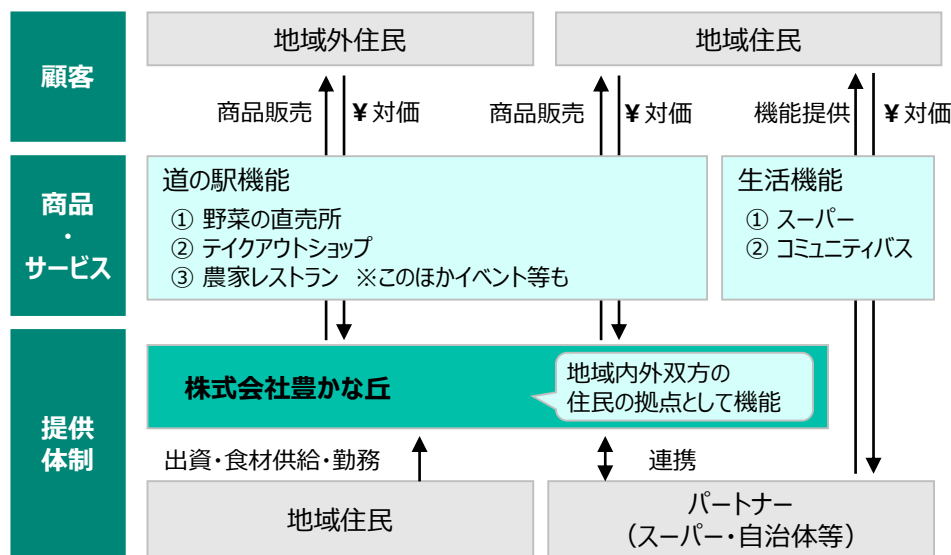 顧客
地域外住民
地域住民
商品販売
¥ 対価
商品販売
¥ 対価
機能提供
¥ 対価
商品
・
サービス
道の駅機能
① 野菜の直売所
② テイクアウトショップ
③ 農家レストラン ※このほかイベント等も
生活機能
① スーパー
② コミュニティバス
提供
体制
株式会社豊かな丘
地域内外双方の
住民の拠点として機能
出資・食材供給・勤務
連携
地域住民
パートナー
（スーパー・自治体等）